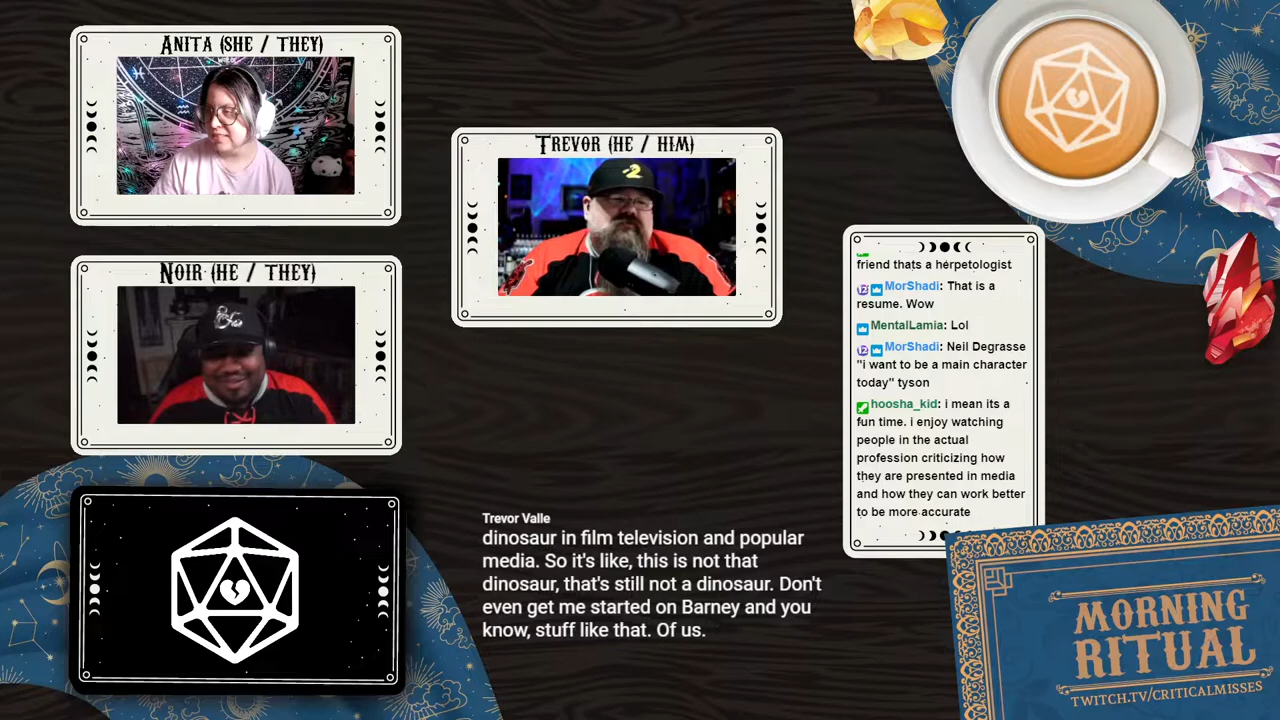 ANITA (SHE / THEY)
TREVOR (HE / HIM)
2
NOIR (HE / THEY)
friend thats a herpetologist
12 MorShadi: That is a
resume. Wow
MentalLamia: Lol
12 MorShadi: Neil Degrasse
"i want to be a main character
today" tyson
hoosha_kid: i mean its a
fun time. i enjoy watching
people in the actual
profession criticizing how
they are presented in media
and how they can work better
to be more accurate
Trevor Valle
dinosaur in film television and popular
media. So it's like, this is not that
dinosaur, that's still not a dinosaur. Don't
even get me started on Barney and you
know, stuff like that. Of us.
MORNING
RITUAL
TWITCH.TV/CRITICALMISSES